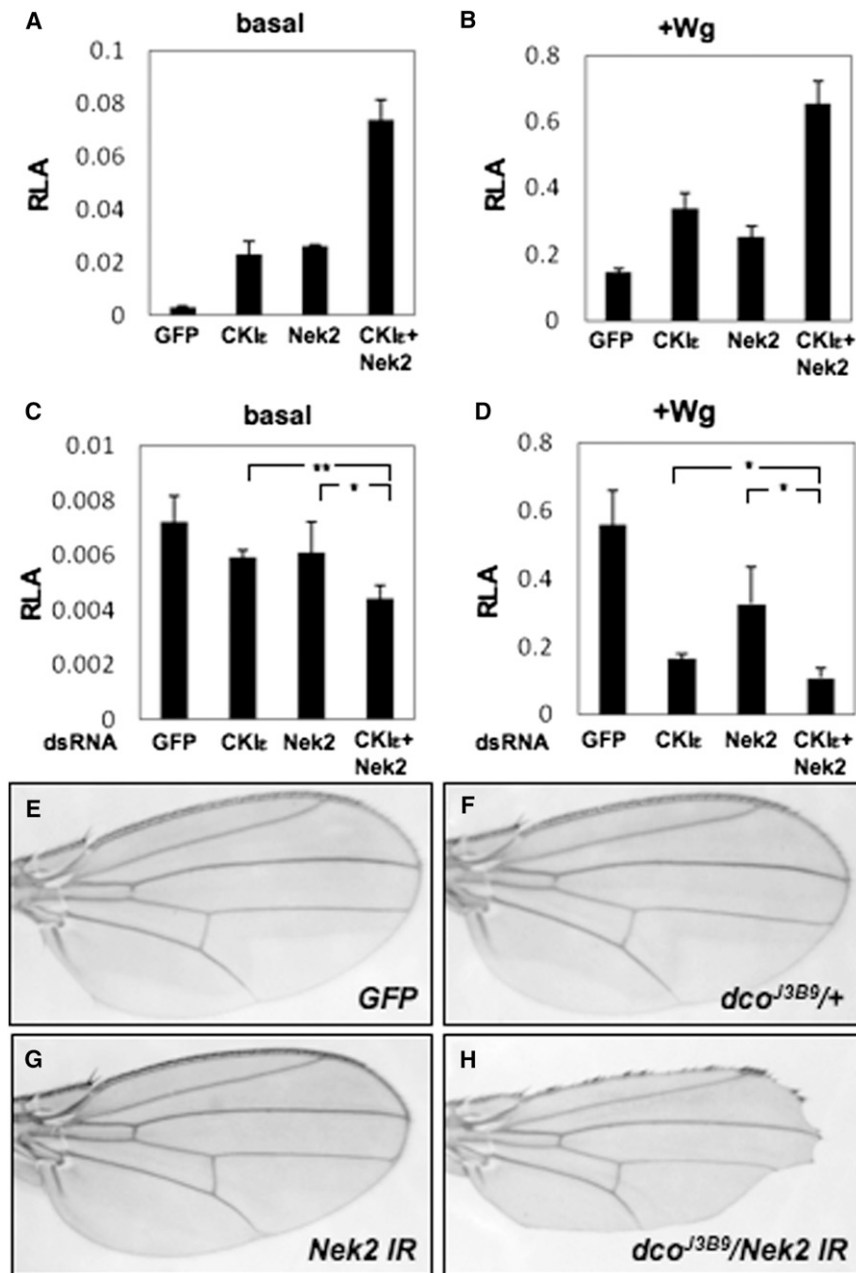 A
basal
RLA
0.1
0.08
0.06
0.04
0.02
0
GFP CKIε Nek2 CKIε+
Nek2
B
+Wg
RLA
0.8
0.6
0.4
0.2
0
GFP CKIε Nek2 CKIε+
Nek2
C
basal
RLA
0.01
0.008
0.006
0.004
0.002
0
**
*
dsRNA GFP CKIε Nek2 CKIε+
Nek2
D
+Wg
RLA
0.8
0.6
0.4
0.2
0
*
*
dsRNA GFP CKIε Nek2 CKIε+
Nek2
E
GFP
F
dco^J3B9/+
G
Nek2 IR
H
dco^J3B9/Nek2 IR